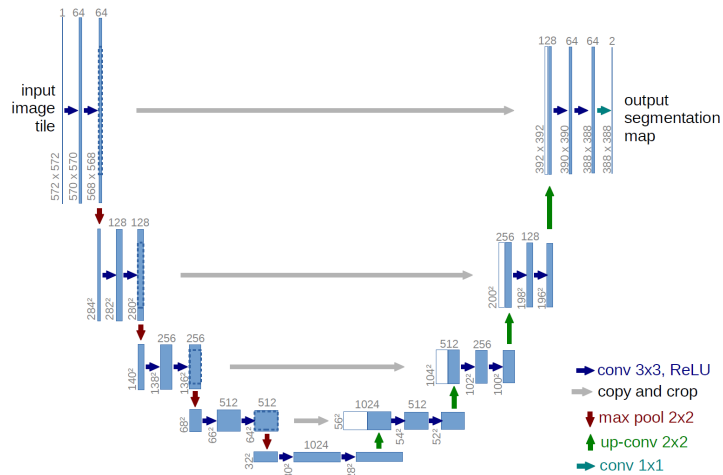 1 64 64
input
image
tile
572 x 572
570 x 570
568 x 568
128 64 64 2
output
segmentation
map
392 x 392
390 x 390
388 x 388
388 x 388
128 128
284²
282²
280²
256 128
200²
198²
196²
256 256
140²
138²
136²
512 256
104²
102²
100²
512 512
68²
66²
64²
1024 512
56²
54²
52²
1024
32²
conv 3x3, ReLU
copy and crop
max pool 2x2
up-conv 2x2
conv 1x1